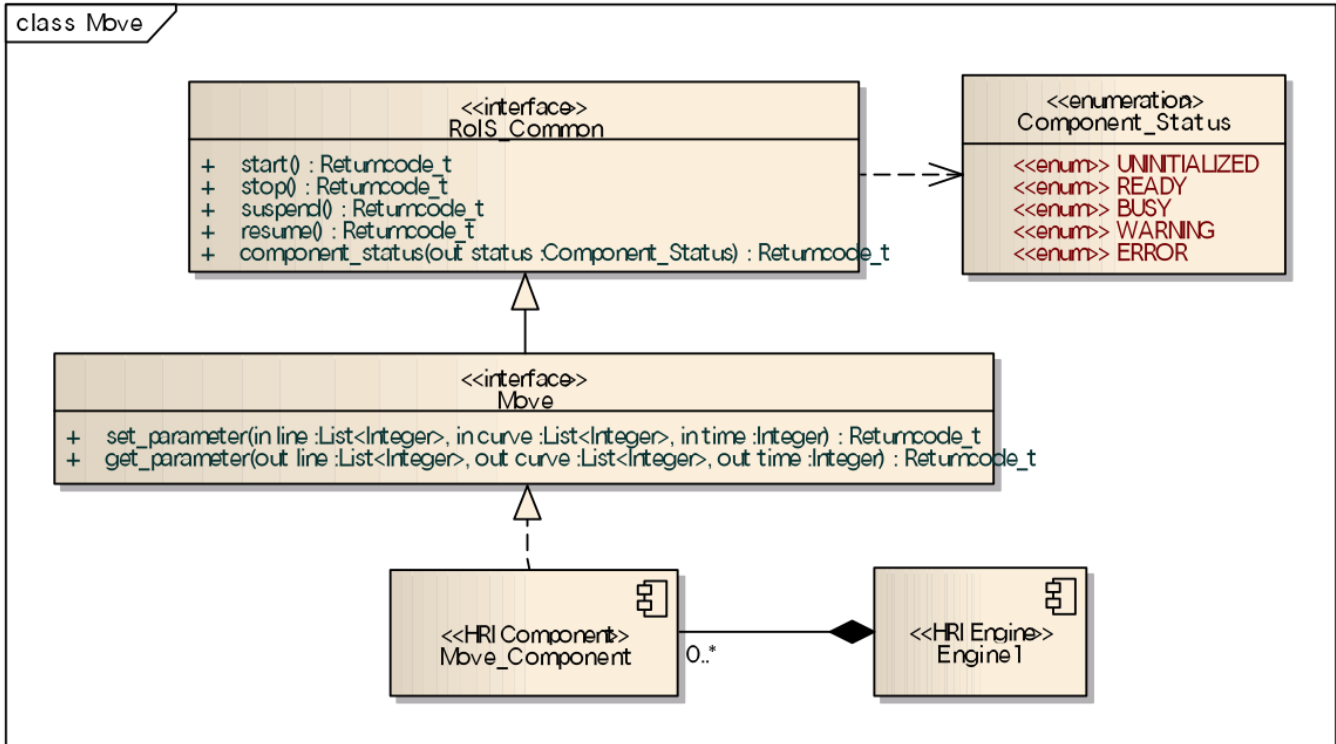 class Move
<<interface>>
RoIS_Common
+ start() : Returncode_t
+ stop() : Returncode_t
+ suspend() : Returncode_t
+ resume() : Returncode_t
+ component_status(out status :Component_Status) : Returncode_t
<<enumeration>>
Component_Status
<<enum>> UNINITIALIZED
<<enum>> READY
<<enum>> BUSY
<<enum>> WARNING
<<enum>> ERROR
<<interface>>
Move
+ set_parameter(in line :List<Integer>, in curve :List<Integer>, in time :Integer) : Returncode_t
+ get_parameter(out line :List<Integer>, out curve :List<Integer>, out time :Integer) : Returncode_t
<<HRI Component>>
Move_Component
0..*
<<HRI Engine>>
Engine1